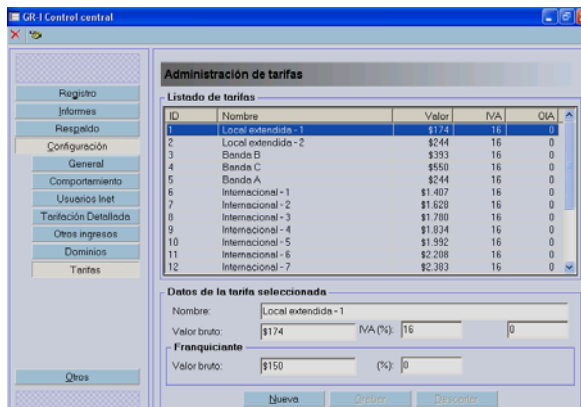 GR-I Control central
Administración de tarifas
Registro
Informes
Respaldo
Configuración
General
Comportamiento
Usuarios Inet
Tarifación Detallada
Otros ingresos
Dominios
Tarifas
Otros
Listado de tarifas
ID Nombre Valor IVA OIA
1 Local extendida - 1 $174 16 0
2 Local extendida - 2 $244 16 0
3 Banda B $393 16 0
4 Banda C $550 16 0
5 Banda A $244 16 0
6 Internacional - 1 $1.407 16 0
7 Internacional - 2 $1.628 16 0
8 Internacional - 3 $1.780 16 0
9 Internacional - 4 $1.834 16 0
10 Internacional - 5 $1.992 16 0
11 Internacional - 6 $2.208 16 0
12 Internacional - 7 $2.383 16 0
Datos de la tarifa seleccionada
Nombre: Local extendida - 1
Valor bruto: $174 IVA (%): 16 0
Franquiciante
Valor bruto: $150 (%): 0
Nueva Grabar Descartar